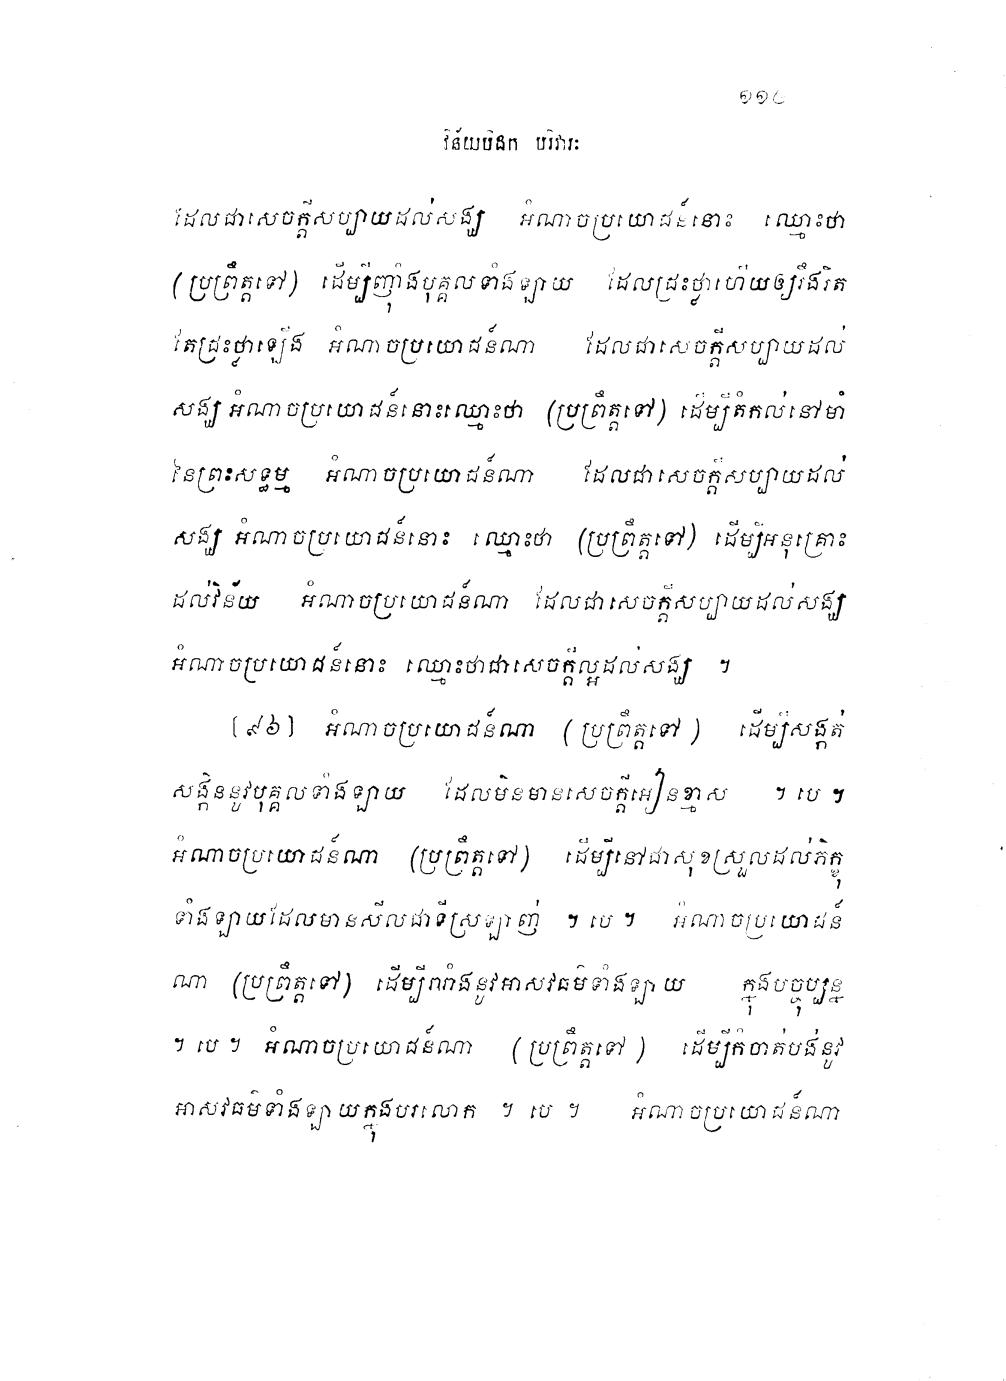 វិន័យបិដក បរិវារៈ
ដែលជាសេចក្តីសប្បាយដល់សង្ឃ អំណាចប្រយោជន៍នោះ ឈ្មោះថា
(ប្រព្រឹត្តទៅ) ដើម្បីញ៉ាំងបុគ្គលទាំងឡាយ ដែលជ្រះថ្លាហើយឲ្យរឹងរិត
តែជ្រះថ្លាឡើង អំណាចប្រយោជន៍ណា ដែលជាសេចក្តីសប្បាយដល់
សង្ឃ អំណាចប្រយោជន៍នោះឈ្មោះថា (ប្រព្រឹត្តទៅ) ដើម្បីតំកល់នៅមាំ
នៃព្រះសទ្ធម្ម អំណាចប្រយោជន៍ណា ដែលជាសេចក្តីសប្បាយដល់
សង្ឃ អំណាចប្រយោជន៍នោះ ឈ្មោះថា (ប្រព្រឹត្តទៅ) ដើម្បីអនុគ្រោះ
ដល់វិន័យ អំណាចប្រយោជន៍ណា ដែលជាសេចក្តីសប្បាយដល់សង្ឃ
អំណាចប្រយោជន៍នោះ ឈ្មោះថាជាសេចក្តីល្អដល់សង្ឃ ។
[៩៦] អំណាចប្រយោជន៍ណា (ប្រព្រឹត្តទៅ) ដើម្បីសង្កត់
សង្កិននូវបុគ្គលទាំងឡាយ ដែលមិនមានសេចក្តីអៀនខ្មាស ។ បេ ។
អំណាចប្រយោជន៍ណា (ប្រព្រឹត្តទៅ) ដើម្បីនៅជាសុខស្រួលដល់ភិក្ខុ
ទាំងឡាយដែលមានសីលជាទីស្រឡាញ់ ។ បេ ។ អំណាចប្រយោជន៍
ណា (ប្រព្រឹត្តទៅ) ដើម្បីរារាំងនូវអាសវធម៌ទាំងឡាយ ក្នុងបច្ចុប្បន្ន
។ បេ ។ អំណាចប្រយោជន៍ណា (ប្រព្រឹត្តទៅ) ដើម្បីកំចាត់បង់នូវ
អាសវធម៌ទាំងឡាយក្នុងបរលោក ។ បេ ។ អំណាចប្រយោជន៍ណា